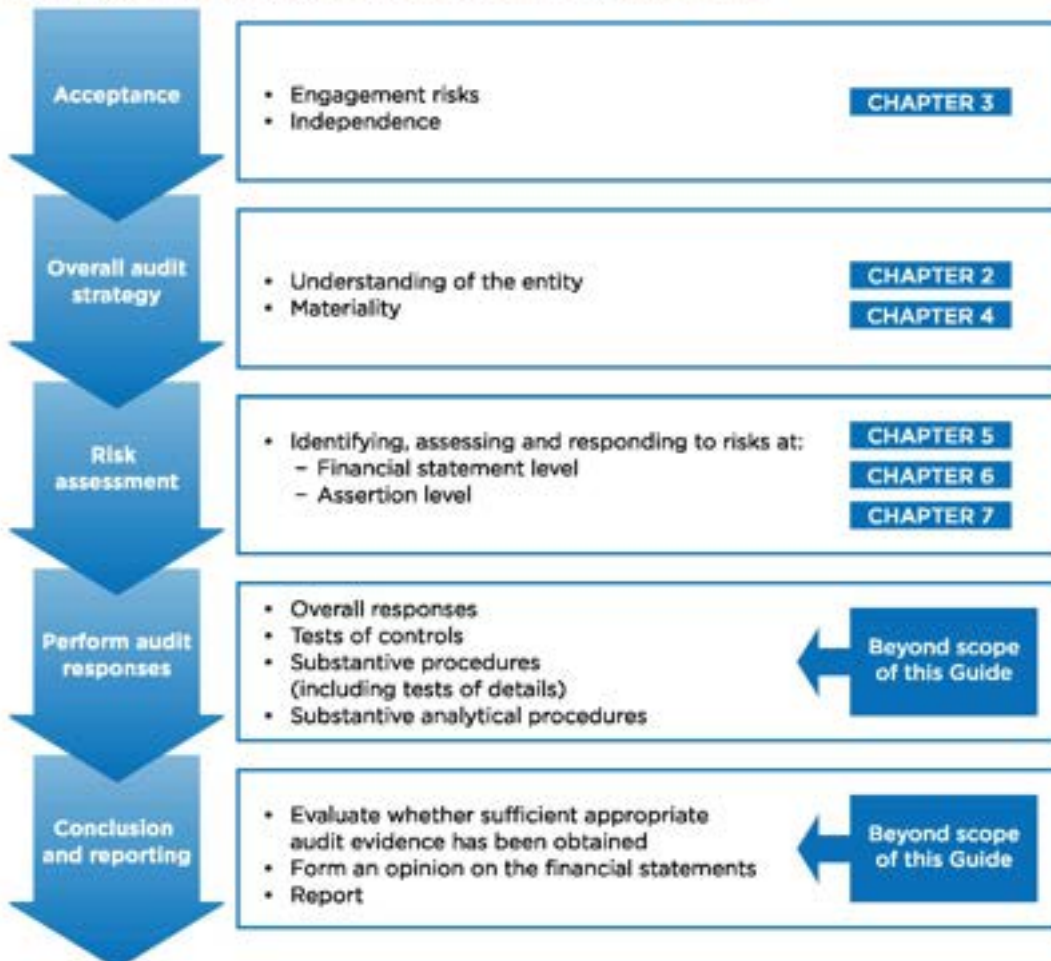 Acceptance
• Engagement risks
• Independence
CHAPTER 3
Overall audit
strategy
• Understanding of the entity
• Materiality
CHAPTER 2
CHAPTER 4
Risk
assessment
• Identifying, assessing and responding to risks at:
– Financial statement level
– Assertion level
CHAPTER 5
CHAPTER 6
CHAPTER 7
Perform audit
responses
• Overall responses
• Tests of controls
• Substantive procedures
(including tests of details)
• Substantive analytical procedures
Beyond scope
of this Guide
Conclusion
and reporting
• Evaluate whether sufficient appropriate
audit evidence has been obtained
• Form an opinion on the financial statements
• Report
Beyond scope
of this Guide